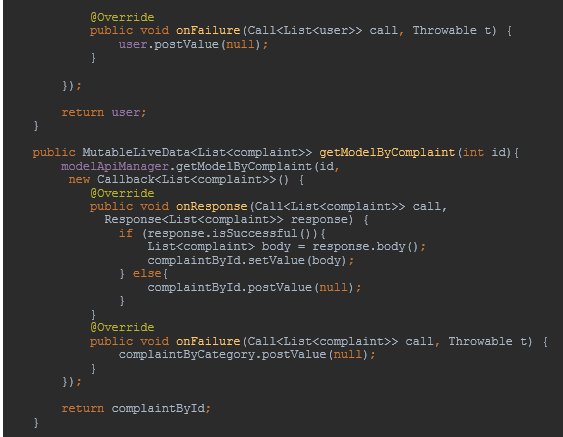 @Override
public void onFailure(Call<List<user>> call, Throwable t) {
user.postValue(null);
}
});
return user;
}
public MutableLiveData<List<complaint>> getModelByComplaint(int id){
modelApiManager.getModelByComplaint(id,
new Callback<List<complaint>>() {
@Override
public void onResponse(Call<List<complaint>> call,
Response<List<complaint>> response) {
if (response.isSuccessful()){
List<complaint> body = response.body();
complaintById.setValue(body);
} else{
complaintById.postValue(null);
}
}
@Override
public void onFailure(Call<List<complaint>> call, Throwable t) {
complaintByCategory.postValue(null);
}
});
return complaintById;
}